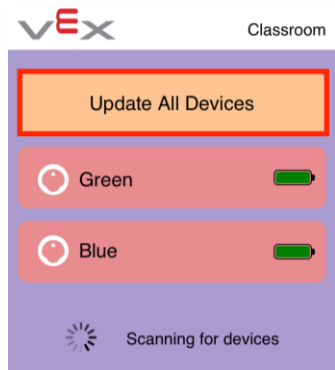 vex
Classroom
Update All Devices
Green
Blue
Scanning for devices